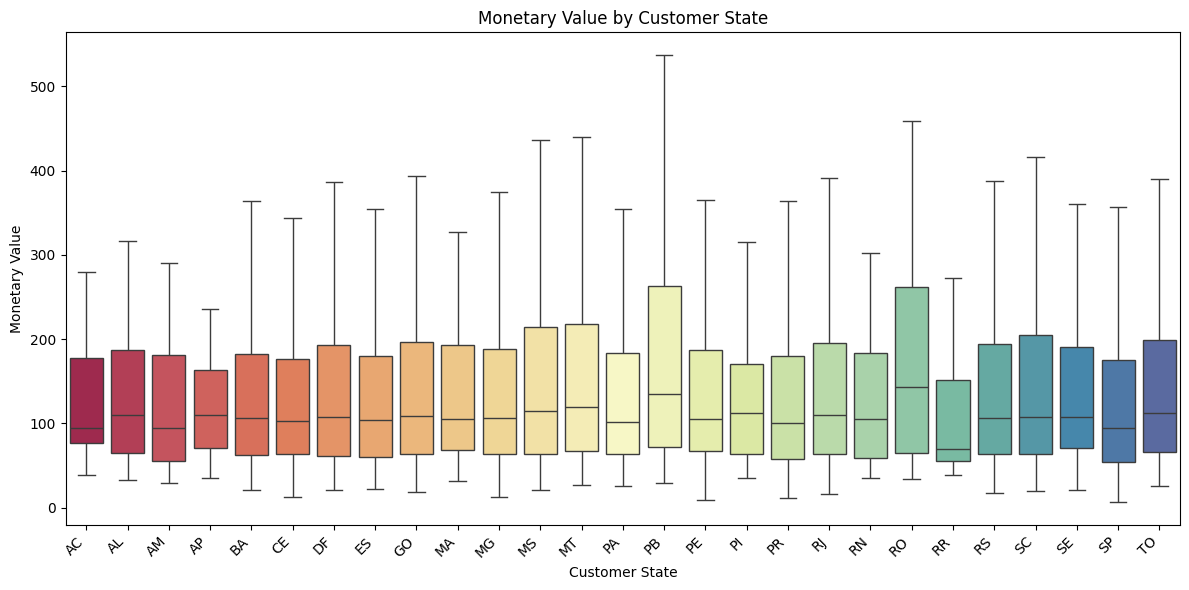 Monetary Value by Customer State
Monetary Value
500
400
300
200
100
0
AC AL AM AP BA CE DF ES GO MA MG MS MT PA PB PE PI PR RJ RN RO RR RS SC SE SP TO
Customer State